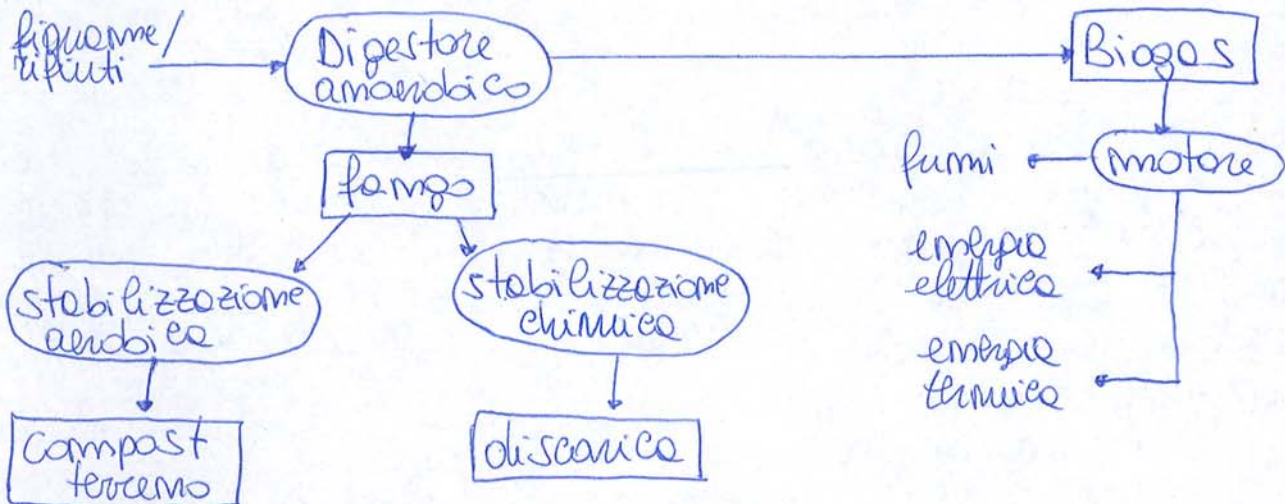 liquame/
rifiuti
Digestore
anaerobico
Biogas
fango
fumi
motore
energia
elettrica
energia
termica
stabilizzazione
aerobica
stabilizzazione
chimica
compost
terreno
discarica